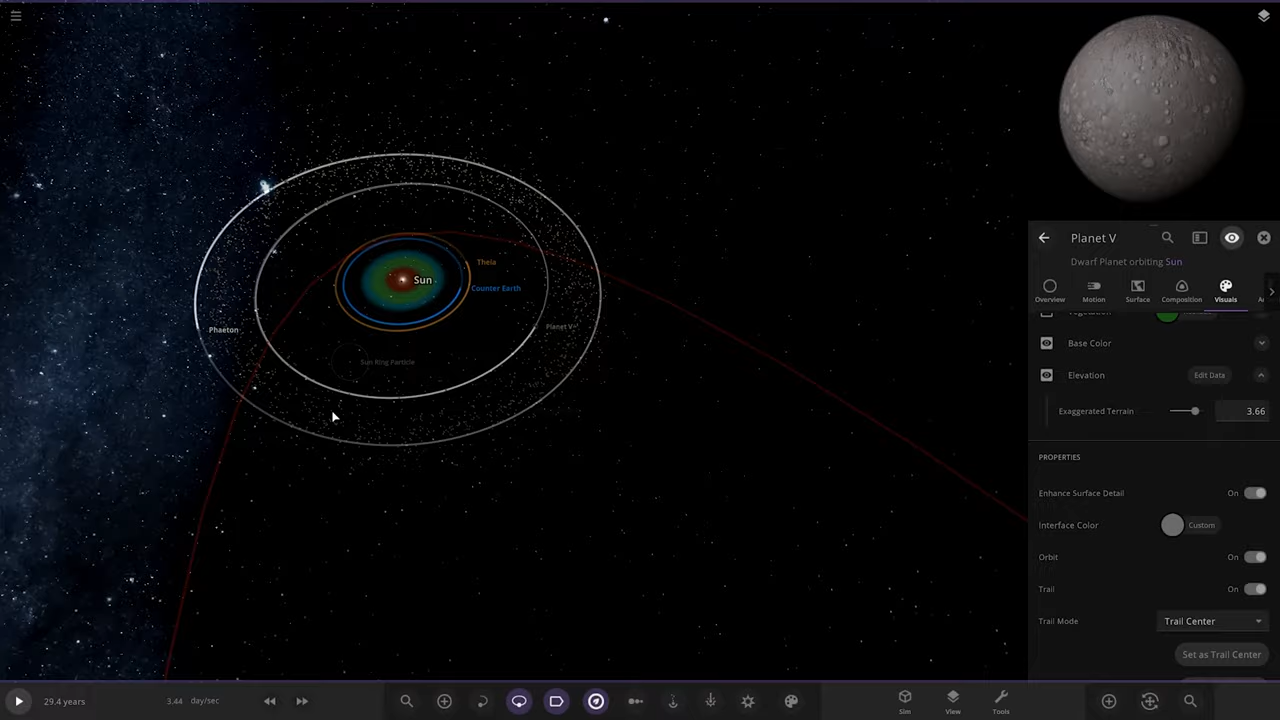 Theia
Sun
Counter Earth
Phaeton
Planet V
Sun Ring Particle
Planet V
Dwarf Planet orbiting Sun
Overview
Motion
Surface
Composition
Visuals
Base Color
Elevation
Edit Data
Exaggerated Terrain
3.66
PROPERTIES
Enhance Surface Detail
On
Interface Color
Custom
Orbit
On
Trail
On
Trail Mode
Trail Center
Set as Trail Center
29.4 years
3.44 day/sec
Sim
View
Tools